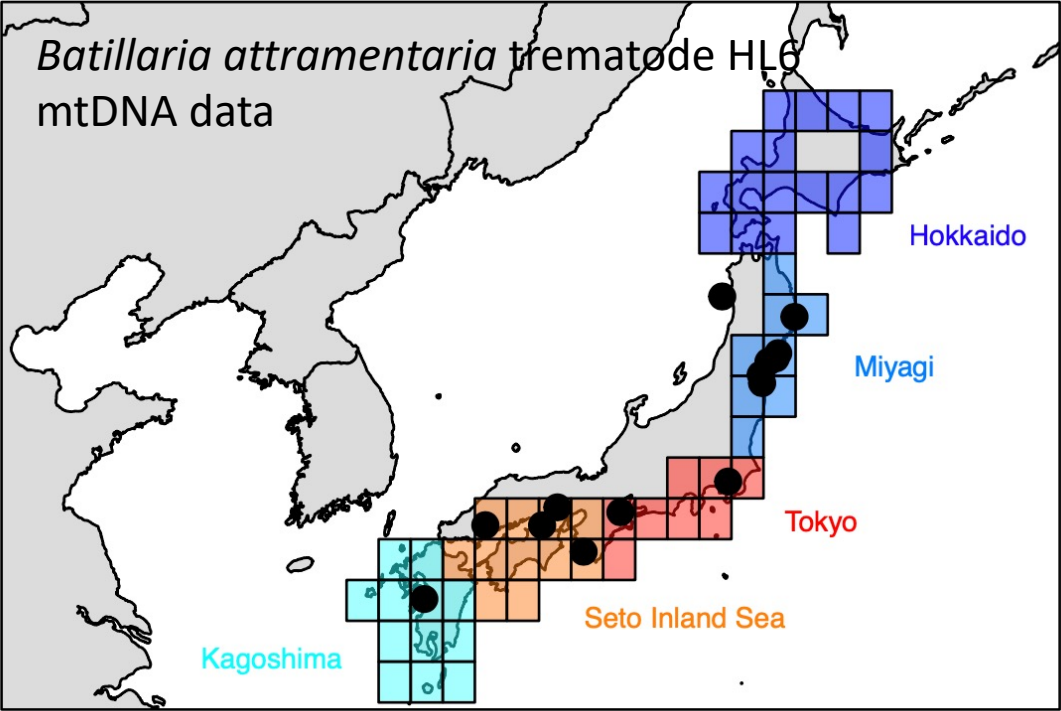 Batillaria attramentaria trematode HL6
mtDNA data
Hokkaido
Miyagi
Tokyo
Seto Inland Sea
Kagoshima